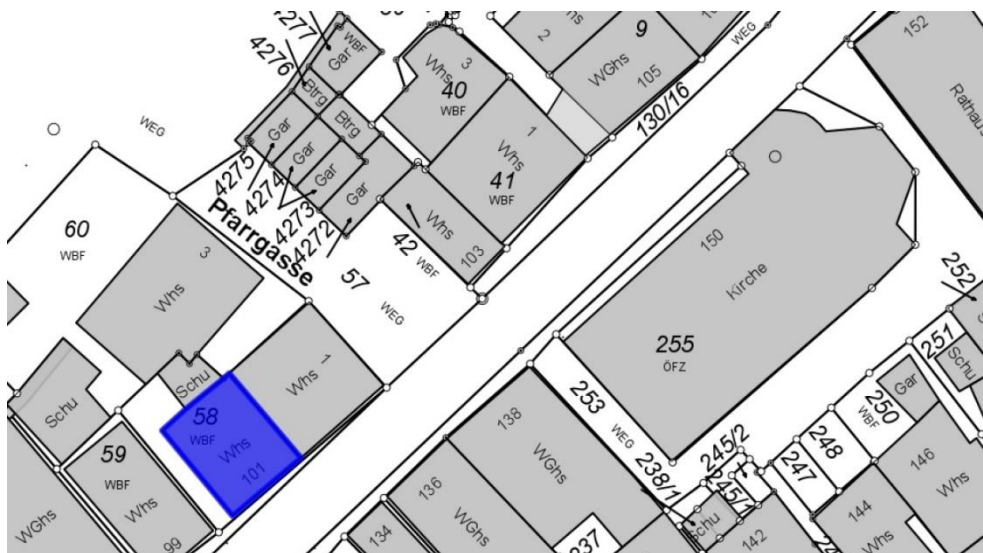 4277
WBF
Gar
4276
Btrg
WEG
Gar
Btrg
4275
4274
Gar
4273
Gar
4272
Gar
Pfarrgasse
3
Whs
40
WBF
1
Whs
41
WBF
Whs
42
WBF
103
2
9
WGhs
105
WEG
130/16
152
Rathaus
60
WBF
3
Whs
57
WEG
1
Whs
Schu
58
WBF
Whs
101
Schu
59
WBF
Whs
99
WGhs
150
Kirche
255
ÖFZ
252
251
Schu
Gar
250
WBF
248
247
245/2
245/1
238/1
253
WEG
138
WGhs
136
WGhs
134
237
Schu
142
144
Whs
146
Whs